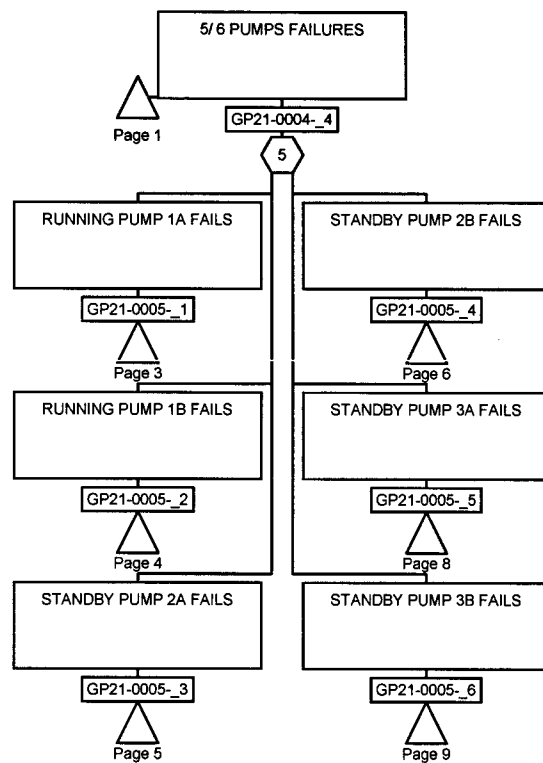 5/ 6 PUMPS FAILURES
Page 1
GP21-0004-_4
5
RUNNING PUMP 1A FAILS
GP21-0005-_1
Page 3
STANDBY PUMP 2B FAILS
GP21-0005-_4
Page 6
RUNNING PUMP 1B FAILS
GP21-0005-_2
Page 4
STANDBY PUMP 3A FAILS
GP21-0005-_5
Page 8
STANDBY PUMP 2A FAILS
GP21-0005-_3
Page 5
STANDBY PUMP 3B FAILS
GP21-0005-_6
Page 9